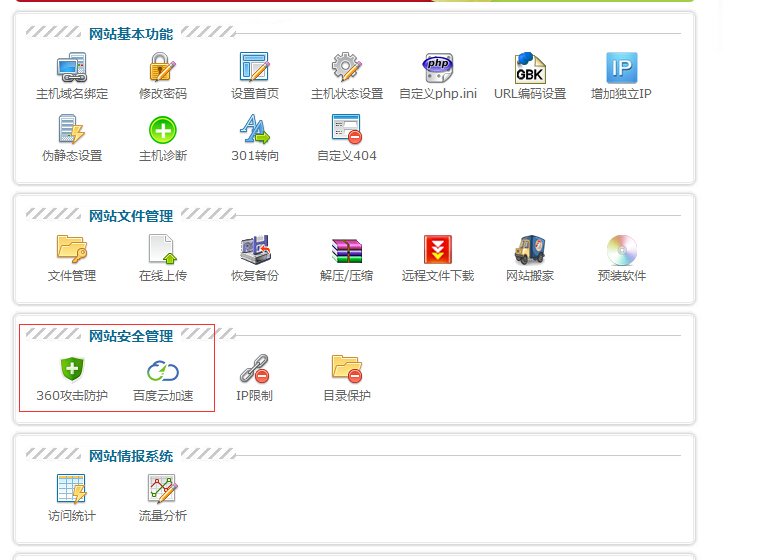 网站基本功能
主机域名绑定 修改密码 设置首页 主机状态设置 自定义php.ini URL编码设置 增加独立IP
伪静态设置 主机诊断 301转向 自定义404
网站文件管理
文件管理 在线上传 恢复备份 解压/压缩 远程文件下载 网站搬家 预装软件
网站安全管理
360攻击防护 百度云加速 IP限制 目录保护
网站情报系统
访问统计 流量分析
php
GBK
IP